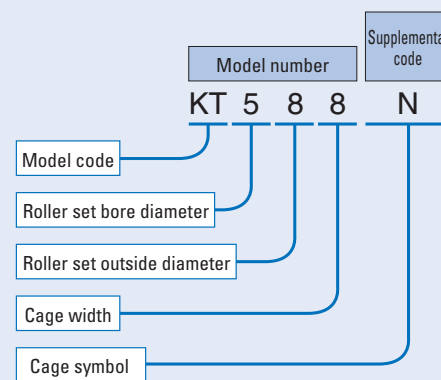 Supplementa
code
Model number
KT 5 8 8 N
Model code
Roller set bore diameter
Roller set outside diameter
Cage width
Cage symbol